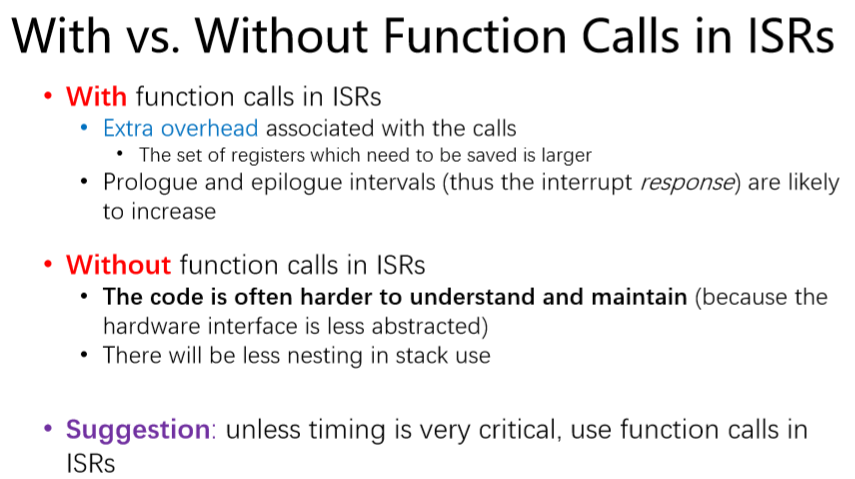 With vs. Without Function Calls in ISRs
• With function calls in ISRs
• Extra overhead associated with the calls
• The set of registers which need to be saved is larger
• Prologue and epilogue intervals (thus the interrupt response) are likely
to increase
• Without function calls in ISRs
• The code is often harder to understand and maintain (because the
hardware interface is less abstracted)
• There will be less nesting in stack use
• Suggestion: unless timing is very critical, use function calls in
ISRs